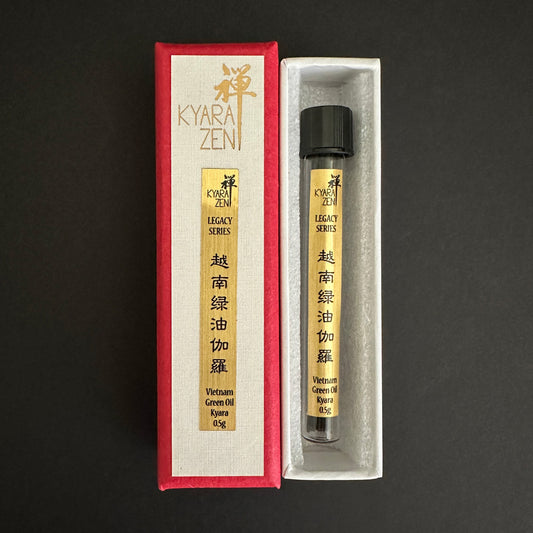 禅
KYARA
ZEN
禅
KYARA
ZEN
LEGACY
SERIES
越南绿油伽羅
Vietnam
Green Oil
Kyara
0.5g
禅
KYARA
ZEN
LEGACY
SERIES
越南绿油伽羅
Vietnam
Green Oil
Kyara
0.5g